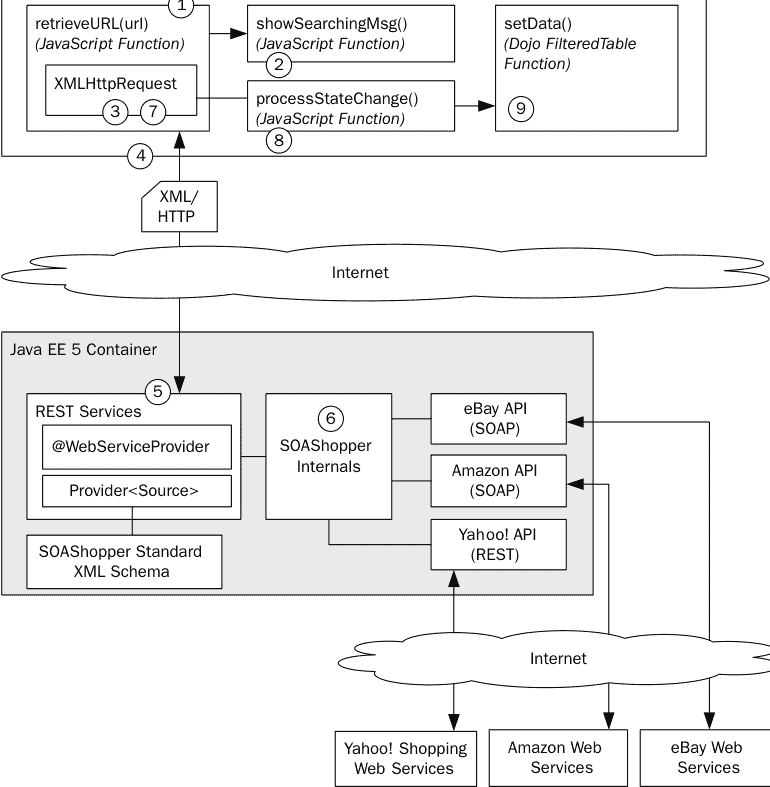 1
retrieveURL(url)
(JavaScript Function)
XMLHttpRequest
3 7
showSearchingMsg()
(JavaScript Function)
2
processStateChange()
(JavaScript Function)
8
setData()
(Dojo FilteredTable
Function)
9
4
XML/
HTTP
Internet
Java EE 5 Container
5
REST Services
@WebServiceProvider
Provider<Source>
SOAShopper Standard
XML Schema
6
SOAShopper
Internals
eBay API
(SOAP)
Amazon API
(SOAP)
Yahoo! API
(REST)
Internet
Yahoo! Shopping
Web Services
Amazon Web
Services
eBay Web
Services